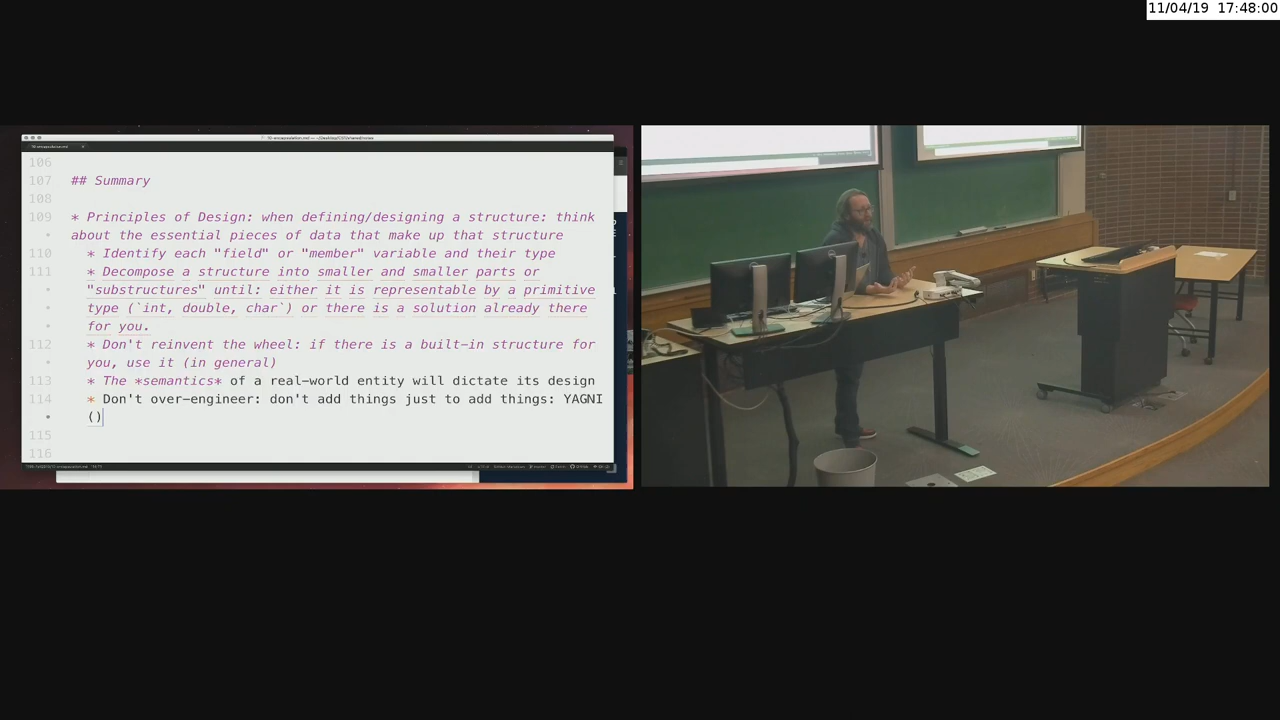 11/04/19 17:48:00
106
107 ## Summary
108
109 * Principles of Design: when defining/designing a structure: think
about the essential pieces of data that make up that structure
110 * Identify each "field" or "member" variable and their type
111 * Decompose a structure into smaller and smaller parts or
"substructures" until: either it is representable by a primitive
type (`int, double, char`) or there is a solution already there
for you.
112 * Don't reinvent the wheel: if there is a built-in structure for
you, use it (in general)
113 * The *semantics* of a real-world entity will dictate its design
114 * Don't over-engineer: don't add things just to add things: YAGNI
()
115
116